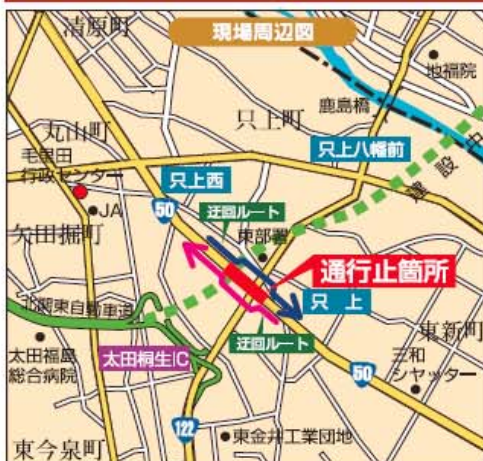 清原町
現場周辺図
地福院
鹿島橋
只上町
丸山町
毛里田
行政センター
只上八幡前
建設中
只上西
50
JA
迂回ルート
東部署
矢田掘町
通行止箇所
北関東自動車道
只上
東新町
太田福島
総合病院
太田桐生IC
迂回ルート
三和
シヤッター
50
122
東今泉町
東金井工業団地